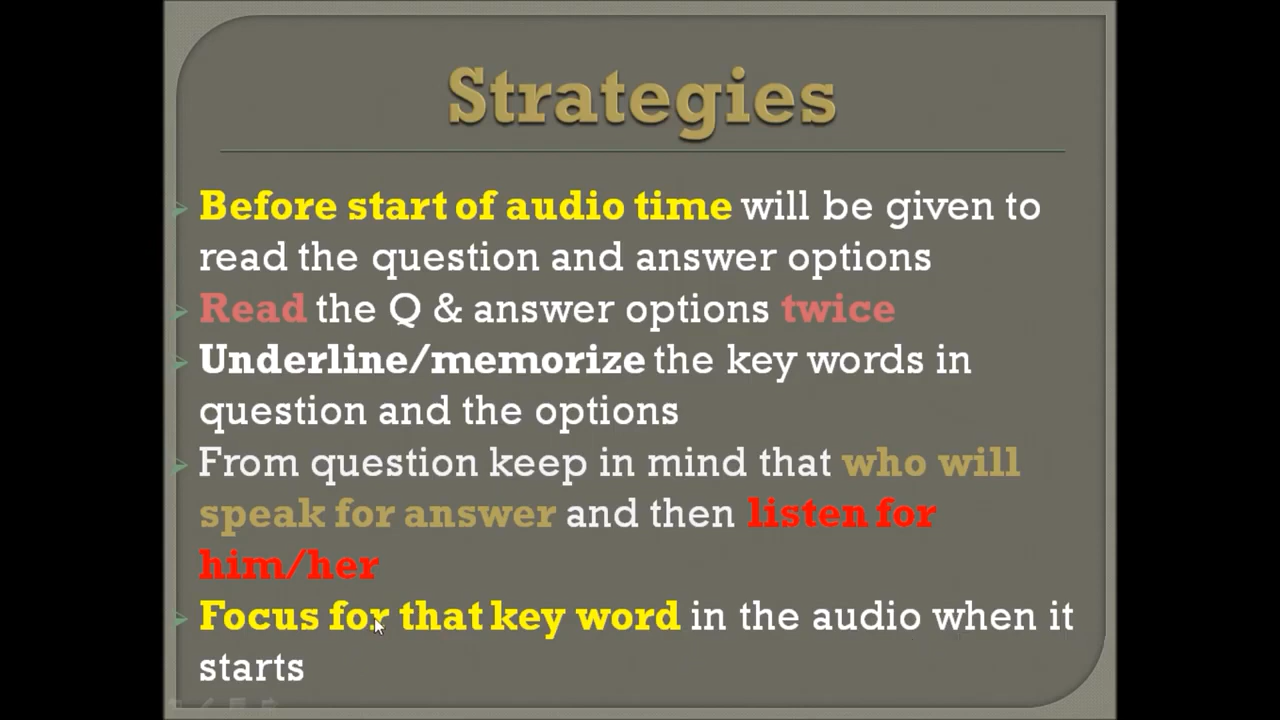 Strategies
Before start of audio time will be given to
read the question and answer options
Read the Q & answer options twice
Underline/memorize the key words in
question and the options
From question keep in mind that who will
speak for answer and then listen for
him/her
Focus for that key word in the audio when it
starts